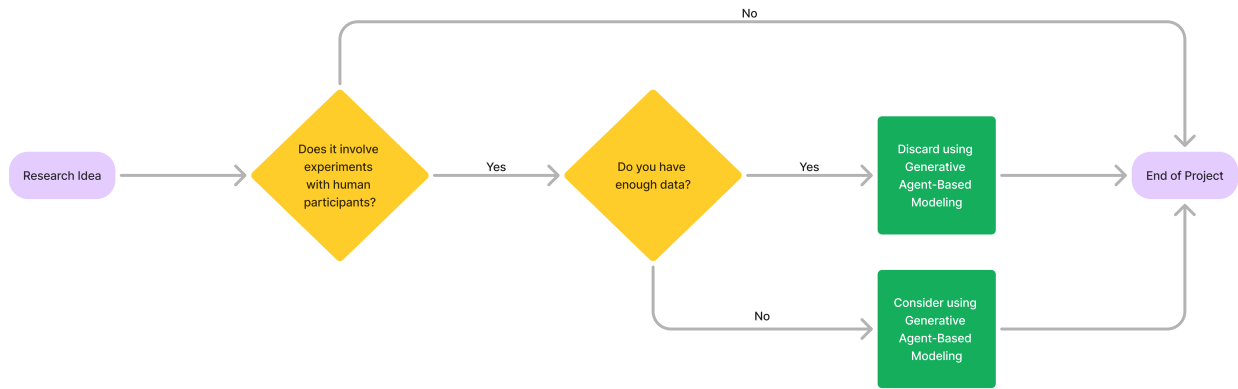 No
Research Idea
Does it involve
experiments
with human
participants?
Yes
Do you have
enough data?
Yes
Discard using
Generative
Agent-Based
Modeling
End of Project
No
Consider using
Generative
Agent-Based
Modeling